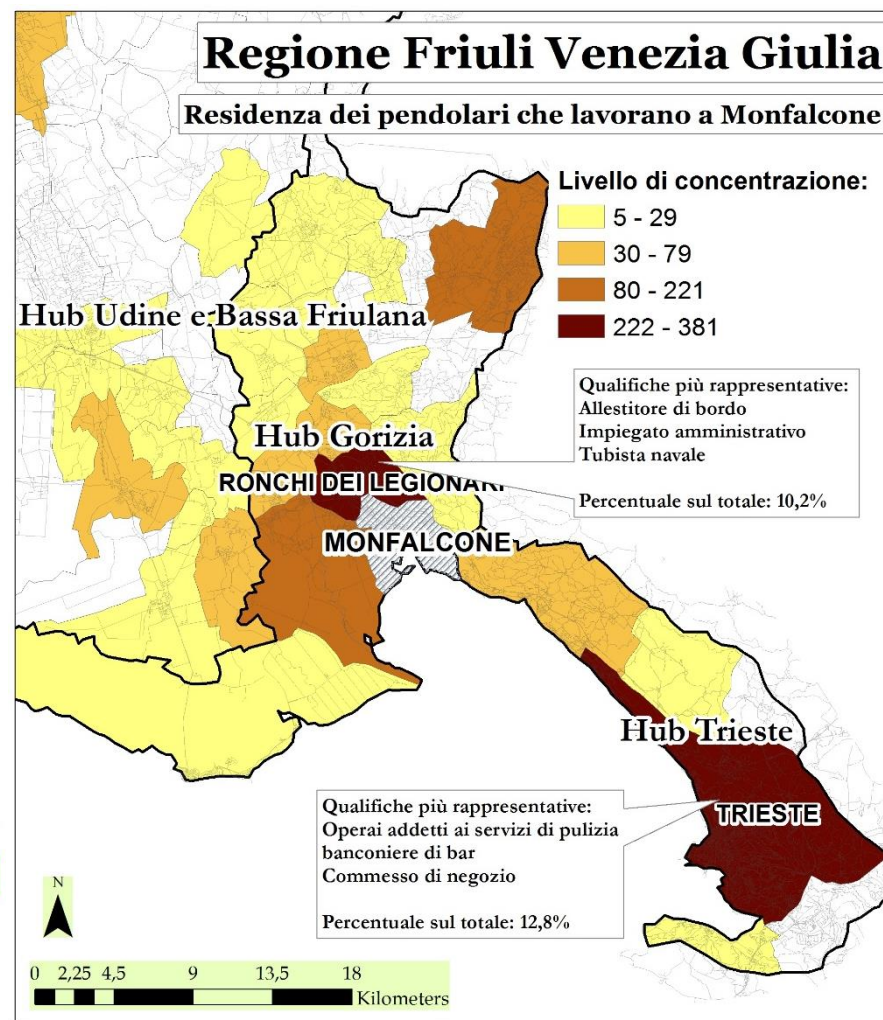 Regione Friuli Venezia Giulia
Residenza dei pendolari che lavorano a Monfalcone
Livello di concentrazione:
5 - 29
30 - 79
80 - 221
222 - 381
Hub Udine e Bassa Friulana
Qualifiche più rappresentative:
Allestitore di bordo
Impiegato amministrativo
Tubista navale
Percentuale sul totale: 10,2%
Hub Gorizia
RONCHI DEI LEGIONARI
MONFALCONE
Hub Trieste
TRIESTE
Qualifiche più rappresentative:
Operai addetti ai servizi di pulizia
banconiere di bar
Commesso di negozio
Percentuale sul totale: 12,8%
N
0 2,25 4,5 9 13,5 18
Kilometers